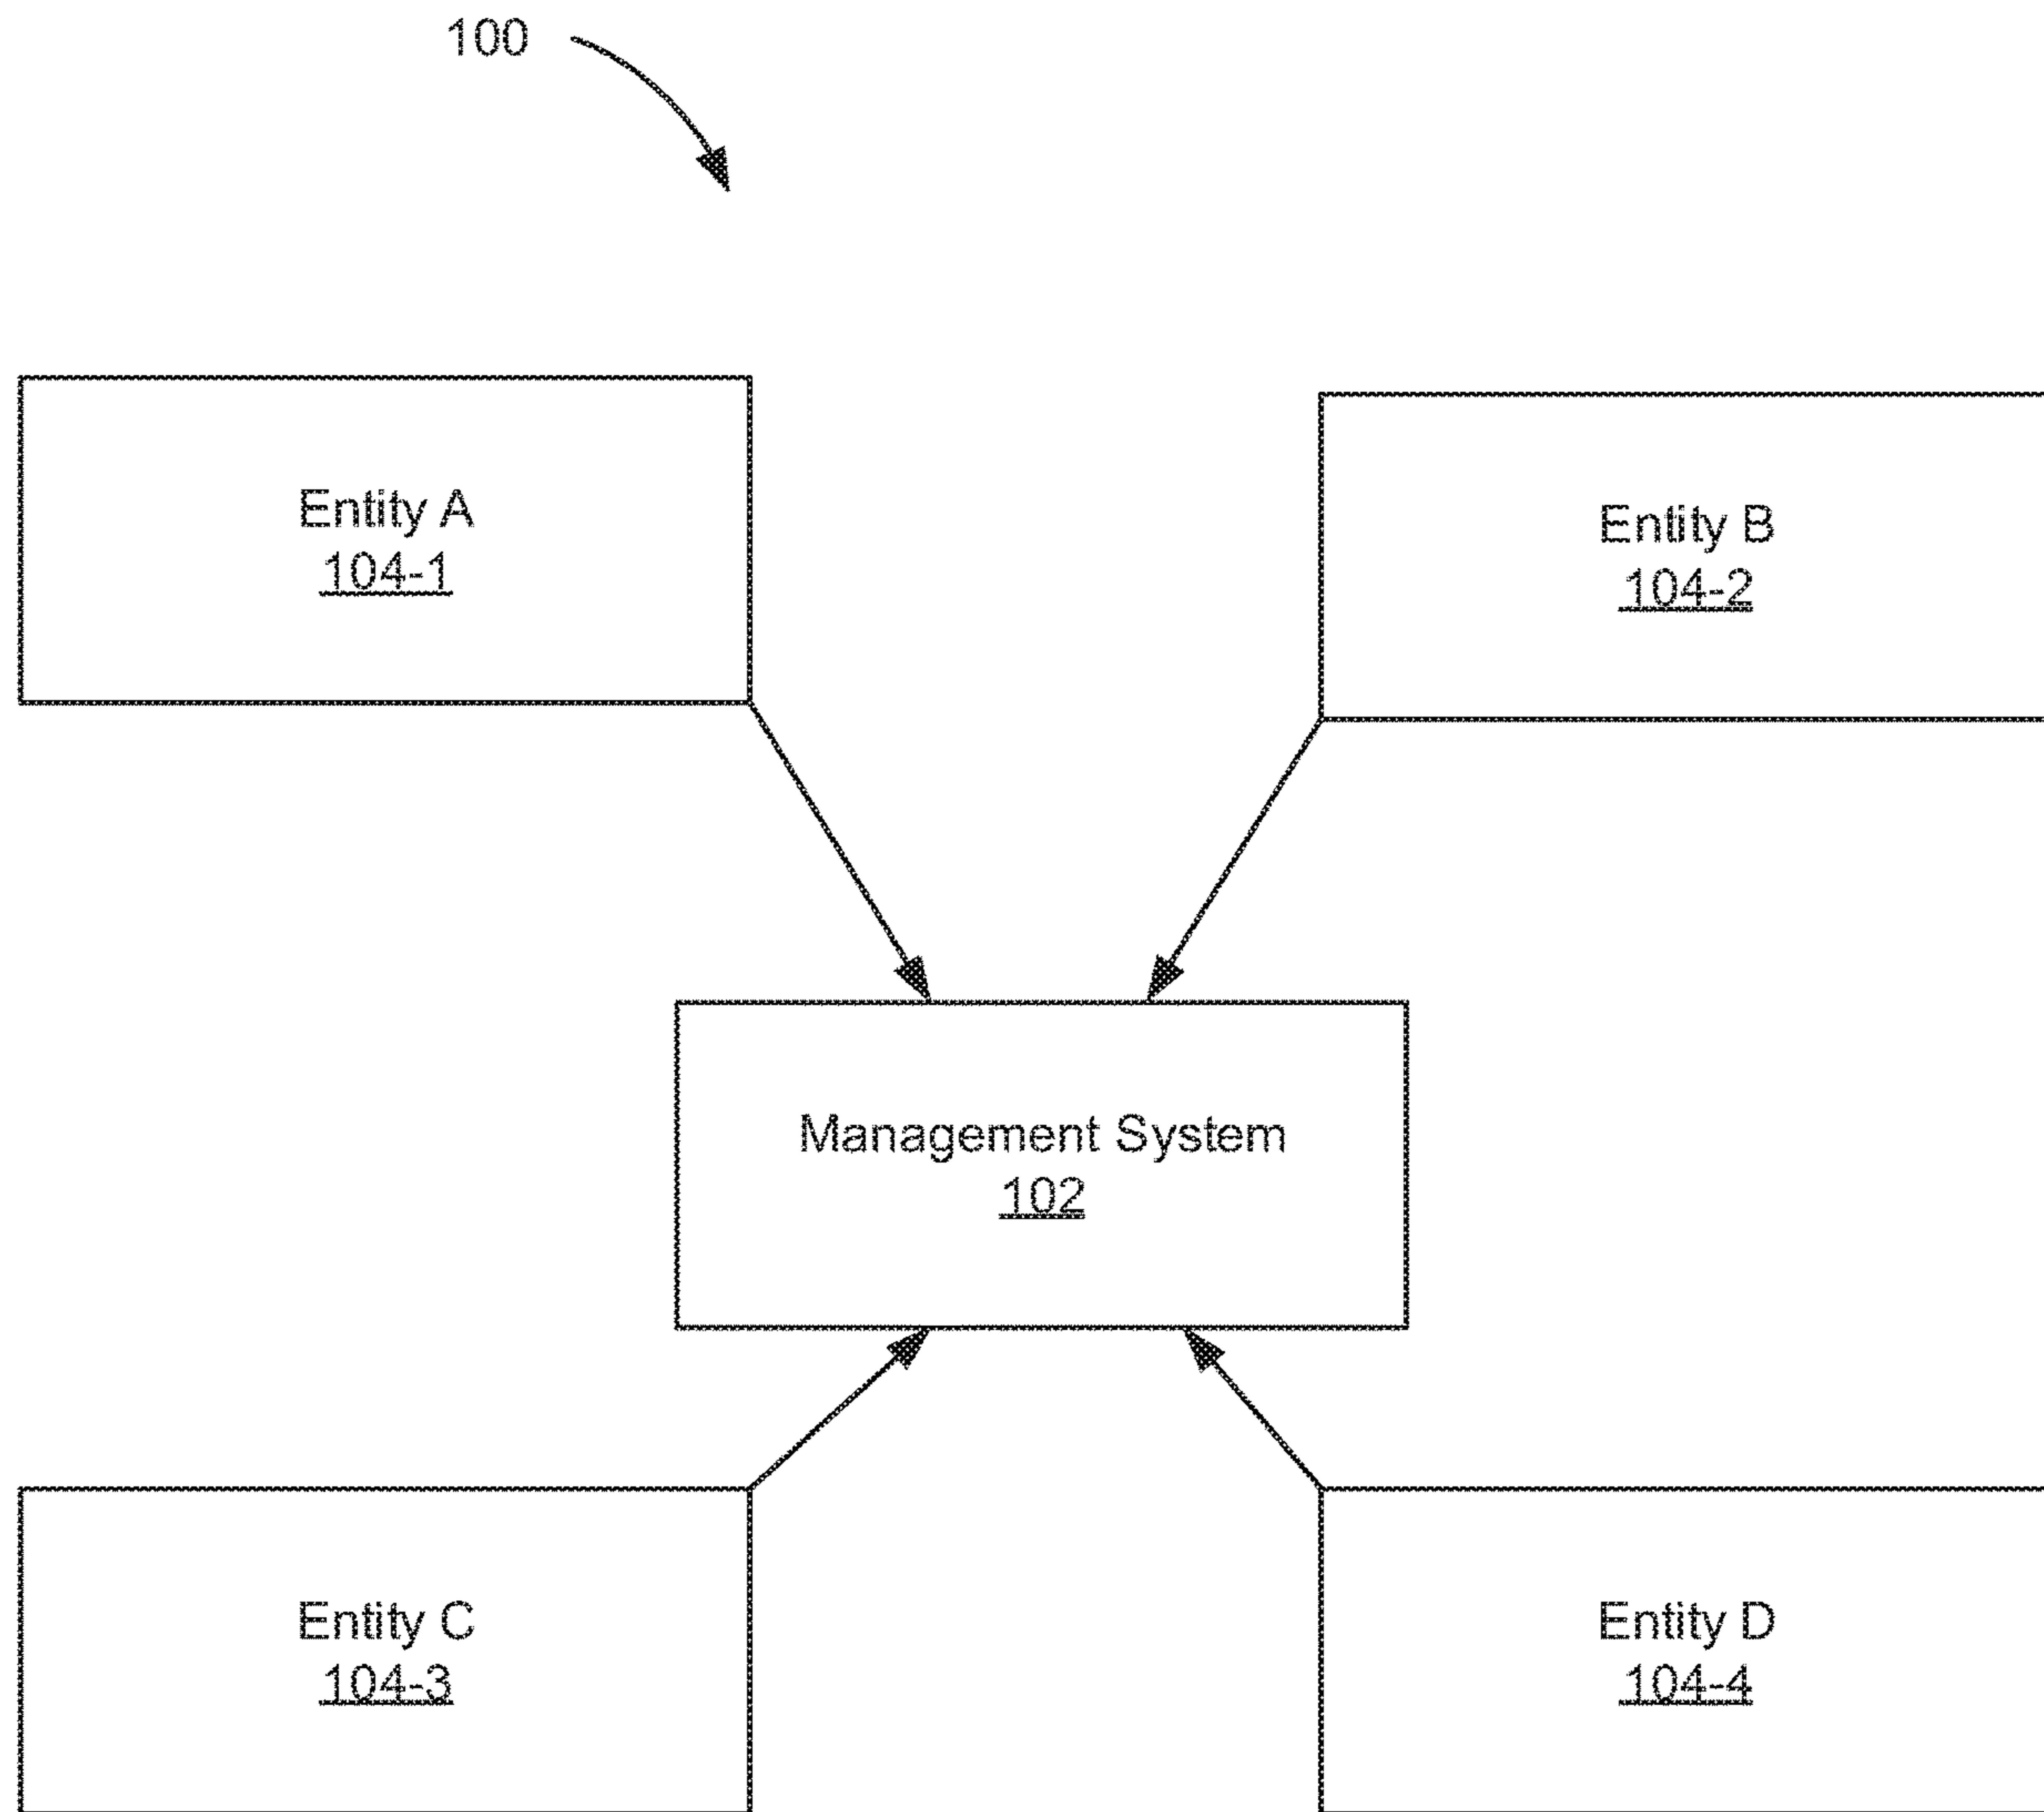 100
Entity A
104-1
Entity B
104-2
Management System
102
Entity C
104-3
Entity D
104-4